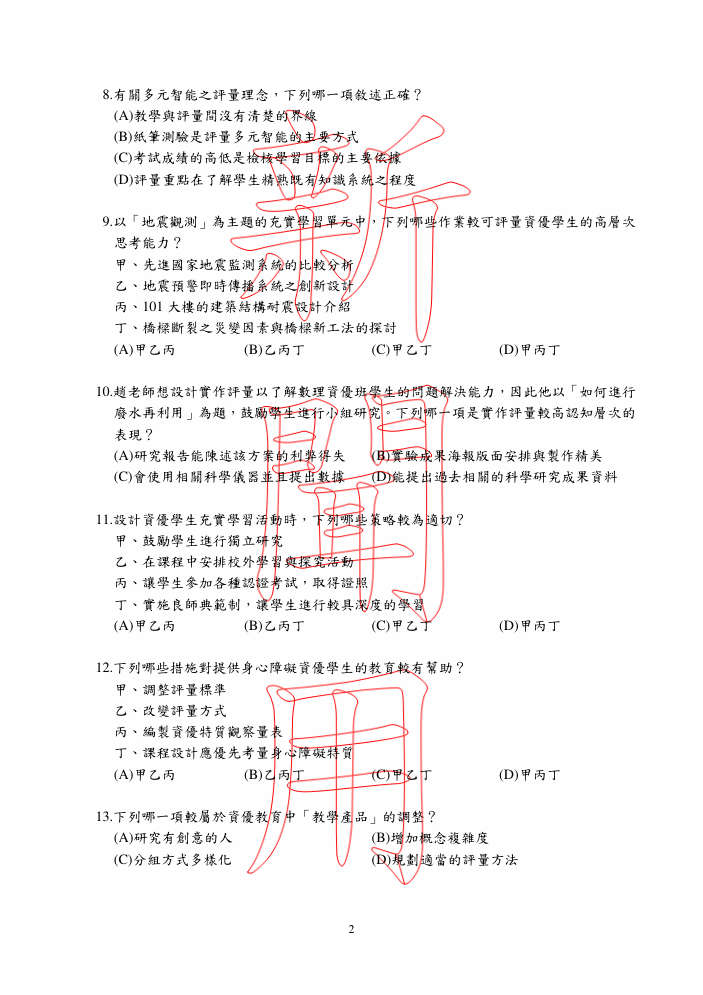 8.有關多元智能之評量理念，下列哪一項敘述正確？
(A)教學與評量間沒有清楚的界線
(B)紙筆測驗是評量多元智能的主要方式
(C)考試成績的高低是檢核學習目標的主要依據
(D)評量重點在了解學生精熟既有知識系統之程度
9.以「地震觀測」為主題的充實學習單元中，下列哪些作業較可評量資優學生的高層次
思考能力？
甲、先進國家地震監測系統的比較分析
乙、地震預警即時傳播系統之創新設計
丙、101 大樓的建築結構耐震設計介紹
丁、橋樑斷裂之災變因素與橋樑新工法的探討
(A)甲乙丙 (B)乙丙丁 (C)甲乙丁 (D)甲丙丁
10.趙老師想設計實作評量以了解數理資優班學生的問題解決能力，因此他以「如何進行
廢水再利用」為題，鼓勵學生進行小組研究。下列哪一項是實作評量較高認知層次的
表現？
(A)研究報告能陳述該方案的利弊得失 (B)實驗成果海報版面安排與製作精美
(C)會使用相關科學儀器並且提出數據 (D)能提出過去相關的科學研究成果資料
11.設計資優學生充實學習活動時，下列哪些策略較為適切？
甲、鼓勵學生進行獨立研究
乙、在課程中安排校外學習與探究活動
丙、讓學生參加各種認證考試，取得證照
丁、實施良師典範制，讓學生進行較具深度的學習
(A)甲乙丙 (B)乙丙丁 (C)甲乙丁 (D)甲丙丁
12.下列哪些措施對提供身心障礙資優學生的教育較有幫助？
甲、調整評量標準
乙、改變評量方式
丙、編製資優特質觀察量表
丁、課程設計應優先考量身心障礙特質
(A)甲乙丙 (B)乙丙丁 (C)甲乙丁 (D)甲丙丁
13.下列哪一項較屬於資優教育中「教學產品」的調整？
(A)研究有創意的人 (B)增加概念複雜度
(C)分組方式多樣化 (D)規劃適當的評量方法
2
新聞用